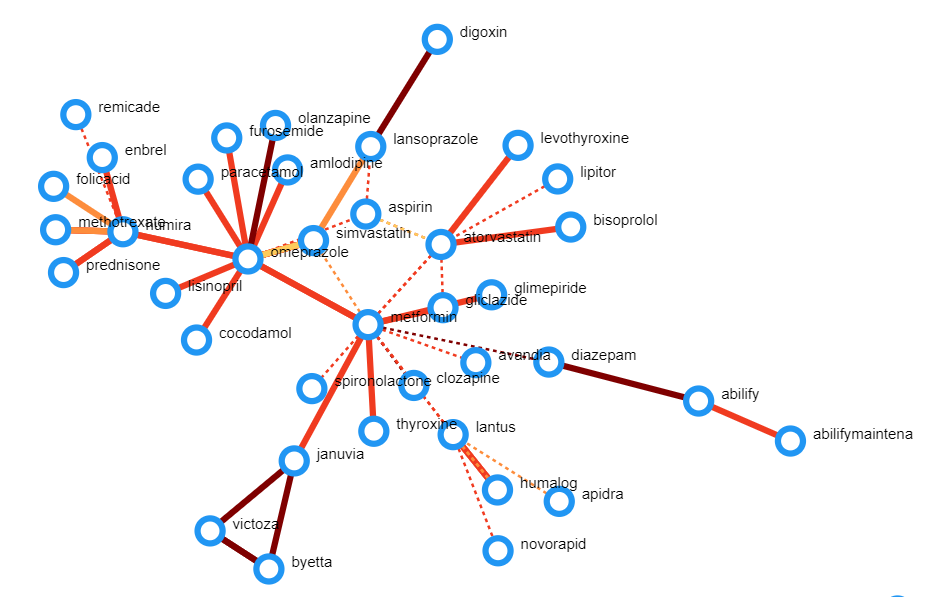 digoxin
remicade
olanzapine
furosemide
levothyroxine
lansoprazole
enbrel
amlodipine
paracetamol
lipitor
folicacid
aspirin
bisoprolol
methotrexate
humira
simvastatin
atorvastatin
omeprazole
prednisone
lisinopril
glimepiride
gliclazide
metformin
cocodamol
avandia
diazepam
clozapine
spironolactone
abilify
thyroxine
lantus
abilifymaintena
januvia
humalog
apidra
victoza
novorapid
byetta